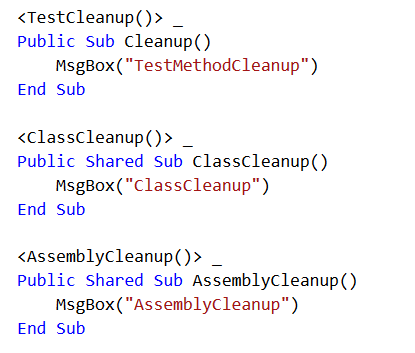 <TestCleanup()> _
Public Sub Cleanup()
    MsgBox("TestMethodCleanup")
End Sub

<ClassCleanup()> _
Public Shared Sub ClassCleanup()
    MsgBox("ClassCleanup")
End Sub

<AssemblyCleanup()> _
Public Shared Sub AssemblyCleanup()
    MsgBox("AssemblyCleanup")
End Sub